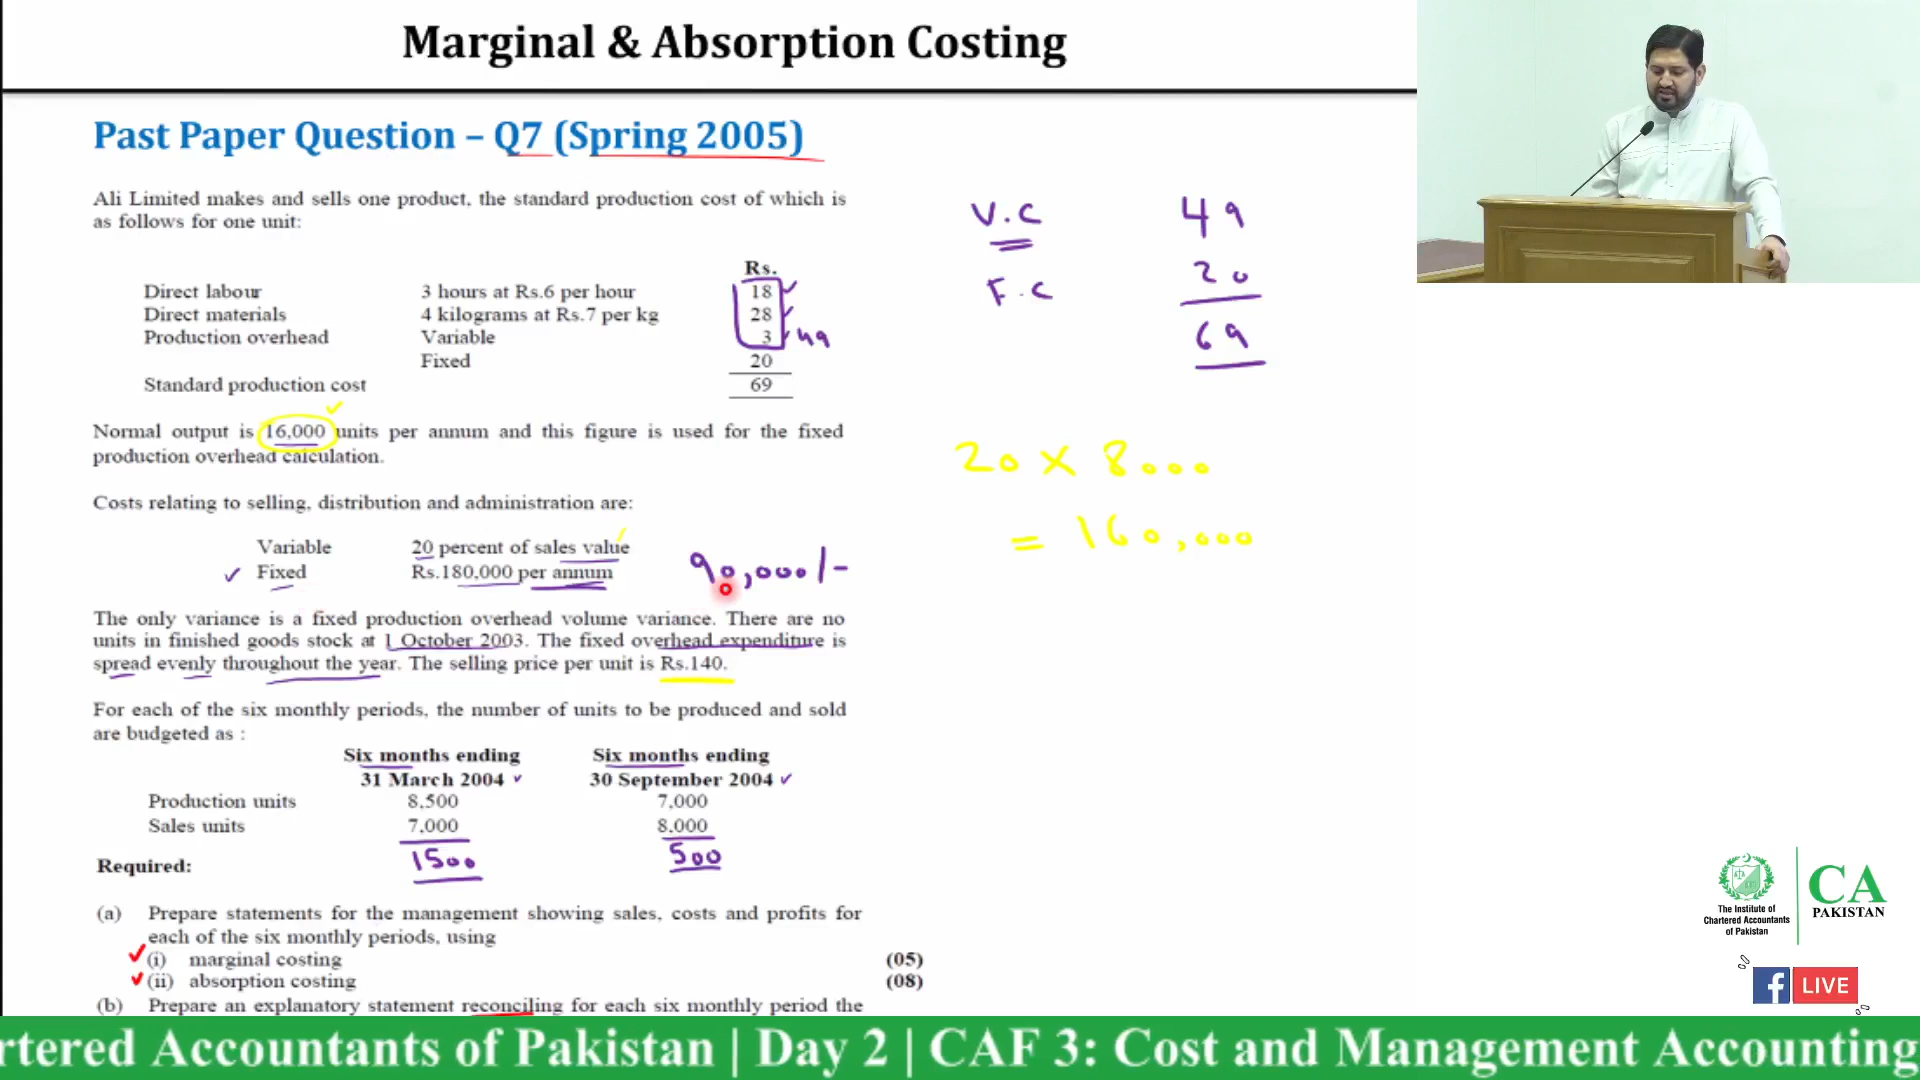 Marginal & Absorption Costing
Past Paper Question – Q7 (Spring 2005)
Ali Limited makes and sells one product, the standard production cost of which is
as follows for one unit:
Rs.
Direct labour 3 hours at Rs.6 per hour 18
Direct materials 4 kilograms at Rs.7 per kg 28
Production overhead Variable 3 49
Fixed 20
Standard production cost 69
Normal output is 16,000 units per annum and this figure is used for the fixed
production overhead calculation.
Costs relating to selling, distribution and administration are:
Variable 20 percent of sales value
Fixed Rs.180,000 per annum 90,000/-
The only variance is a fixed production overhead volume variance. There are no
units in finished goods stock at 1 October 2003. The fixed overhead expenditure is
spread evenly throughout the year. The selling price per unit is Rs.140.
For each of the six monthly periods, the number of units to be produced and sold
are budgeted as :
Six months ending Six months ending
31 March 2004 30 September 2004
Production units 8,500 7,000
Sales units 7,000 8,000
1500 500
Required:
(a) Prepare statements for the management showing sales, costs and profits for
each of the six monthly periods, using
(i) marginal costing (05)
(ii) absorption costing (08)
(b) Prepare an explanatory statement reconciling for each six monthly period the
V.C 49
F.C 20
69
20 × 8000
= 160,000
The Institute of
Chartered Accountants
of Pakistan
CA
PAKISTAN
f LIVE
rtered Accountants of Pakistan | Day 2 | CAF 3: Cost and Management Accounting